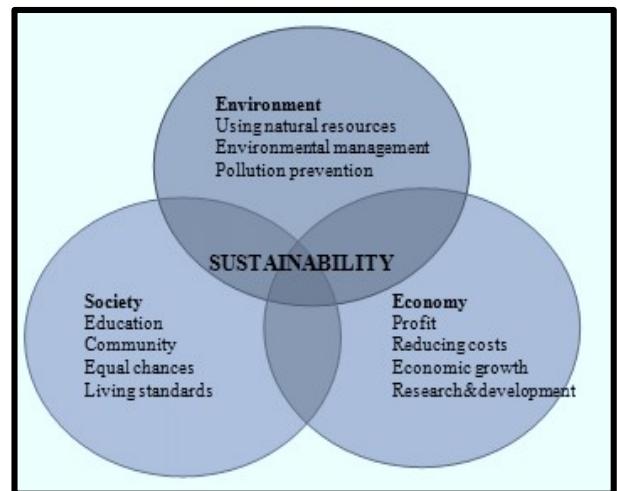 Environment
Using natural resources
Environmental management
Pollution prevention
SUSTAINABILITY
Society
Education
Community
Equal chances
Living standards
Economy
Profit
Reducing costs
Economic growth
Research&development